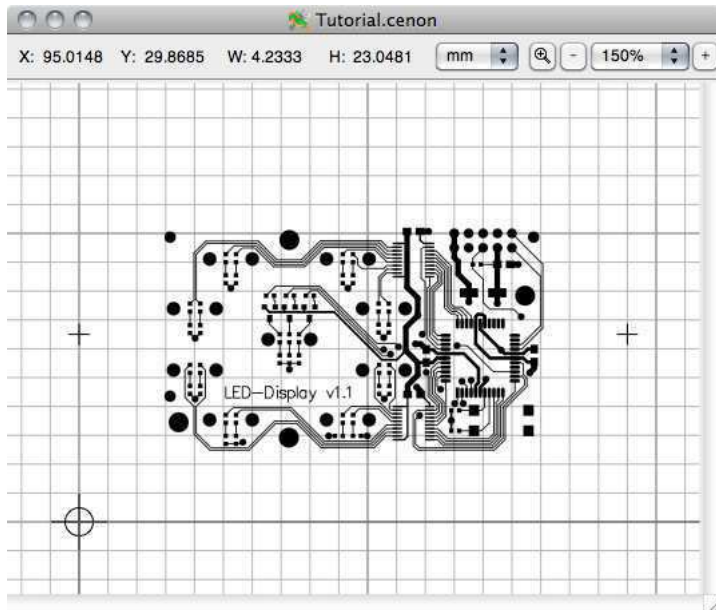 Tutorial.cenon
X: 95.0148 Y: 29.8685 W: 4.2333 H: 23.0481 mm - 150% +
LED-Display v1.1